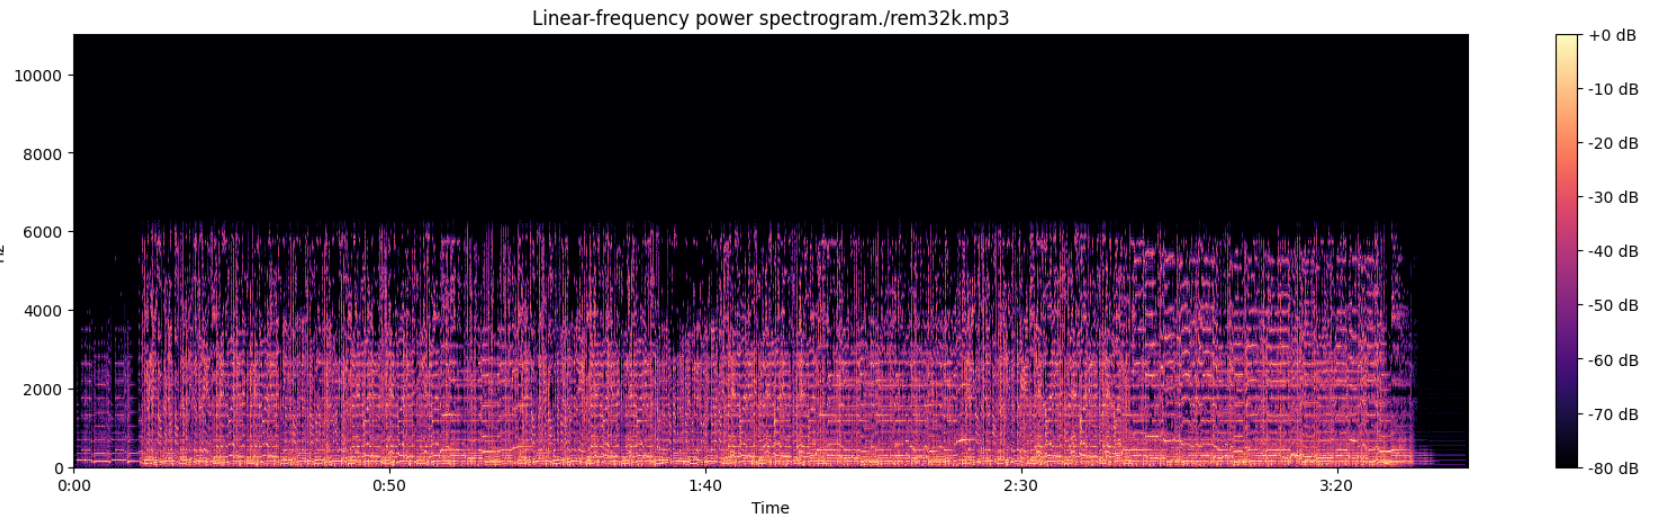 Linear-frequency power spectrogram./rem32k.mp3
10000
8000
6000
4000
2000
0
0:00
0:50
1:40
2:30
3:20
Time
+0 dB
-10 dB
-20 dB
-30 dB
-40 dB
-50 dB
-60 dB
-70 dB
-80 dB